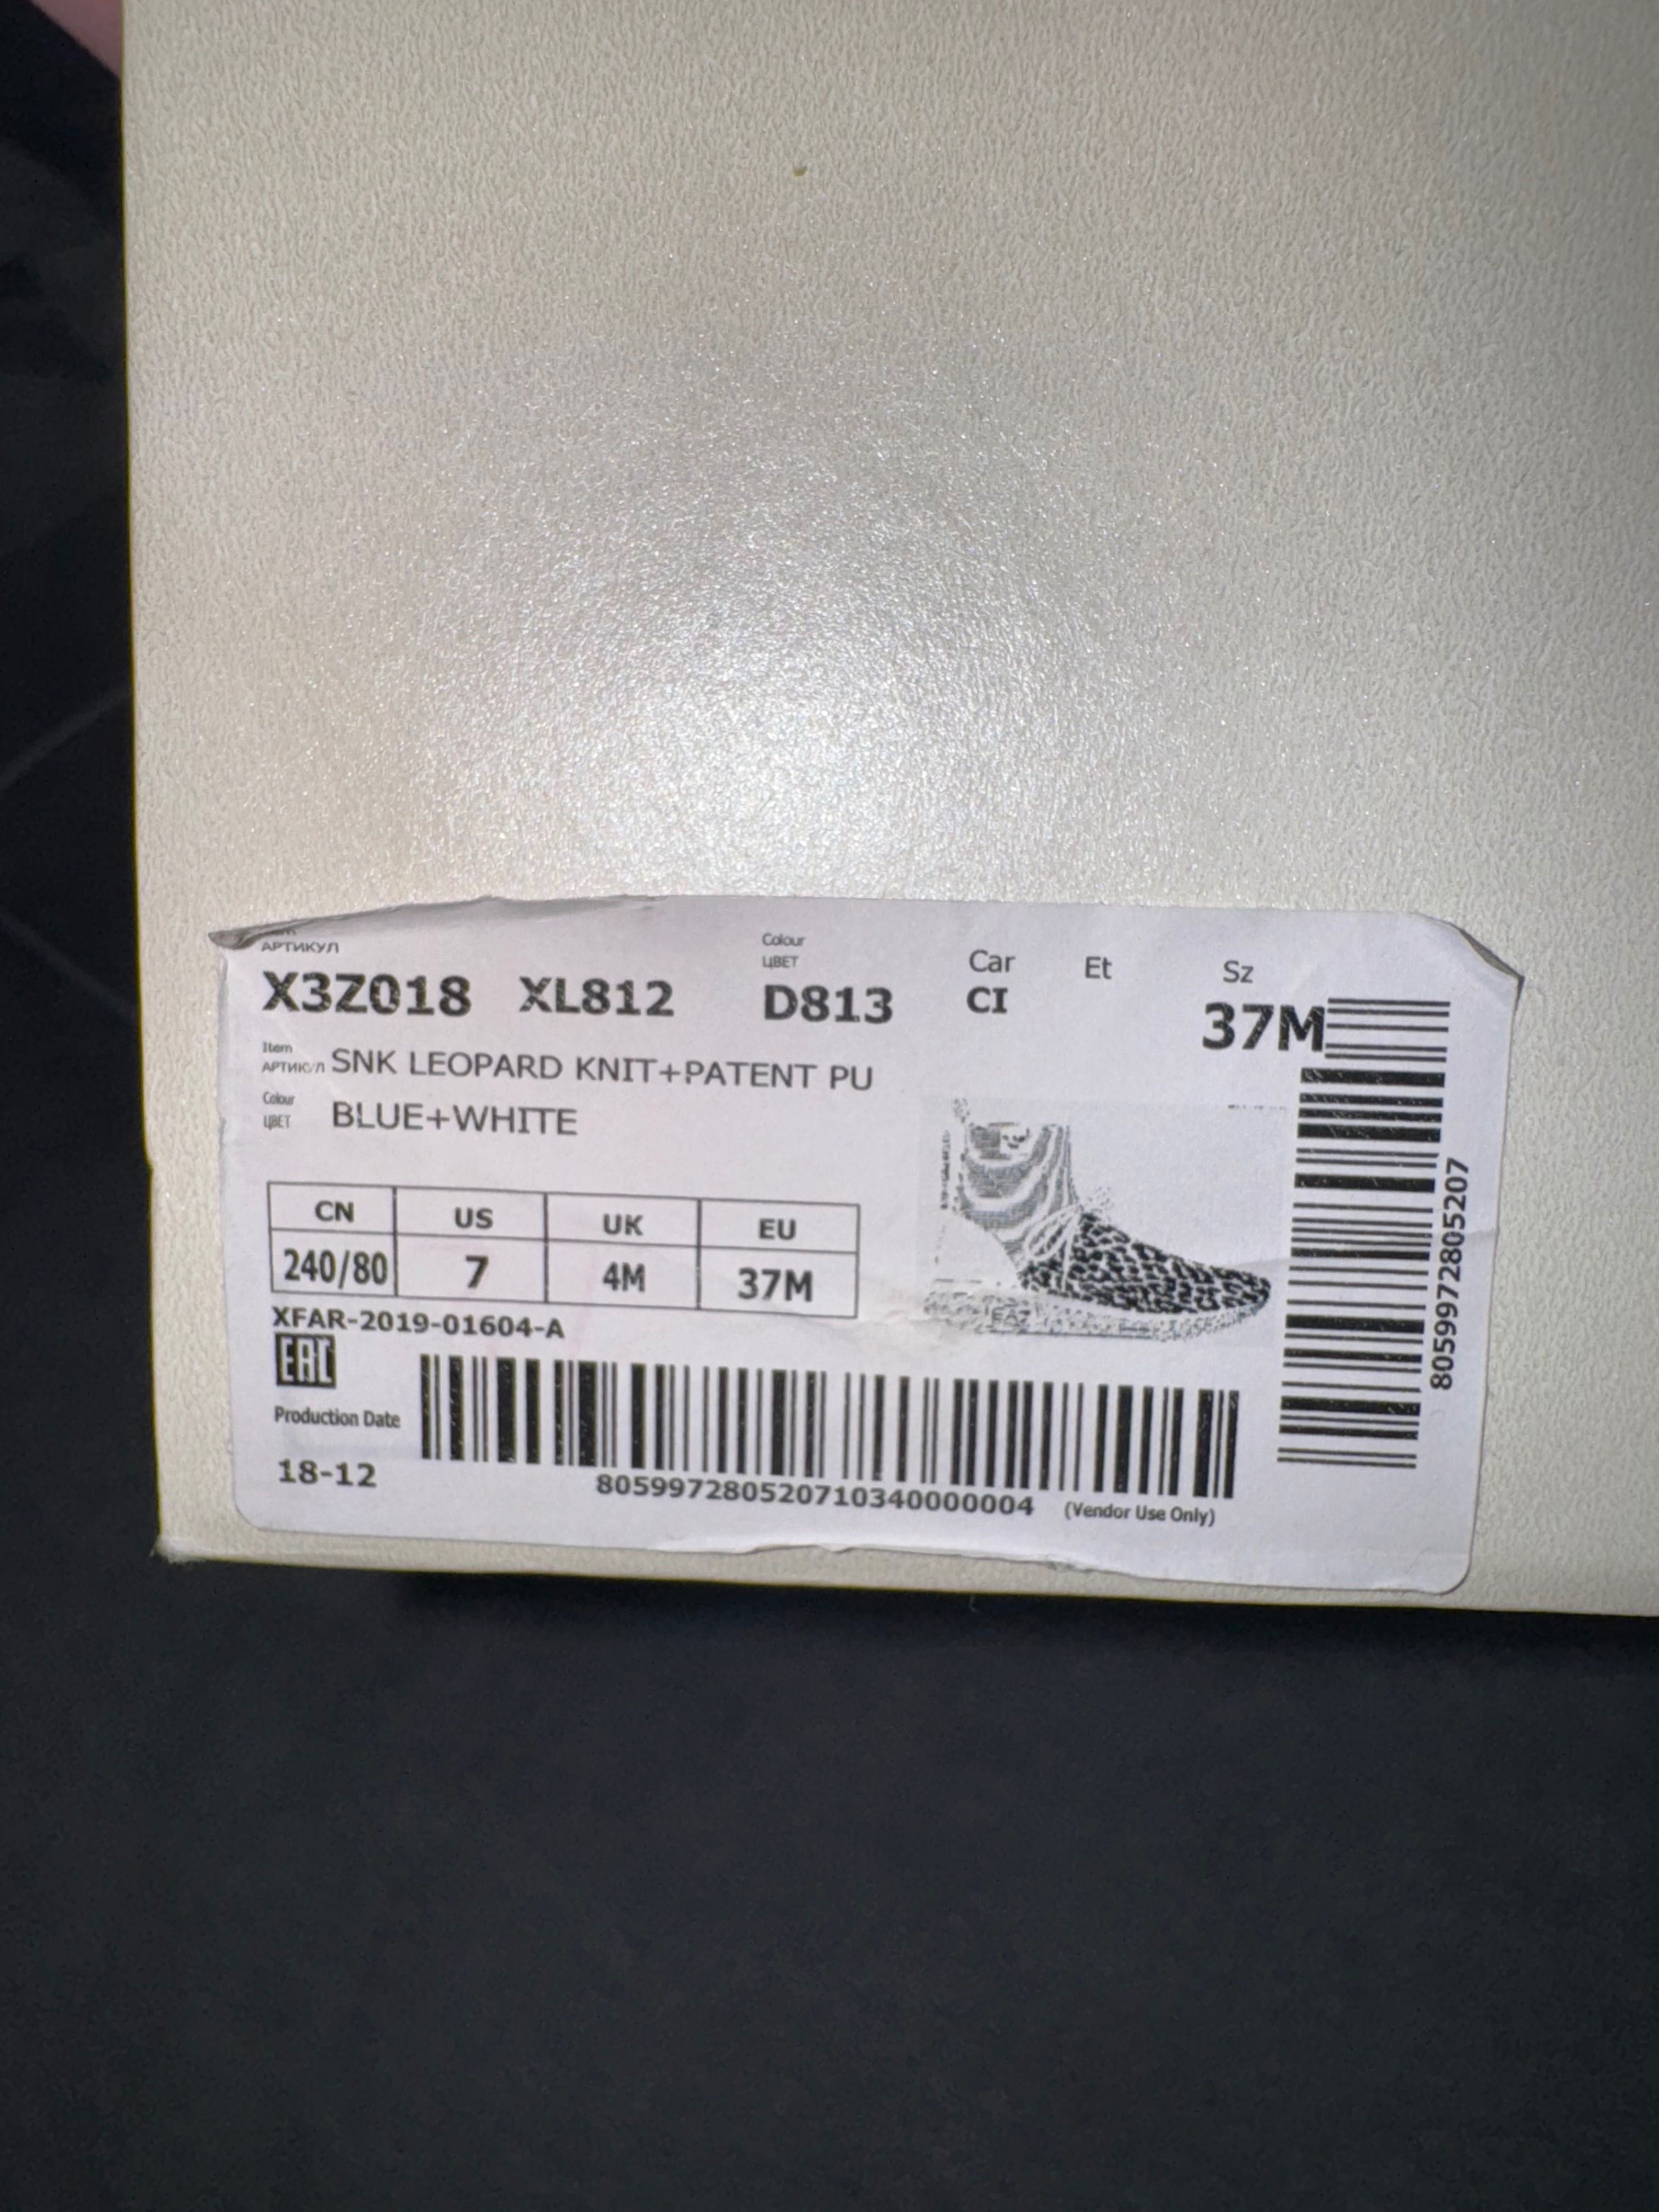 АРТИКУЛ Colour
ЦВЕТ Car Et Sz
X3Z018 XL812 D813 CI 37M
Item
АРТИКУЛ SNK LEOPARD KNIT+PATENT PU
Colour
ЦВЕТ BLUE+WHITE
CN US UK EU
240/80 7 4M 37M
XFAR-2019-01604-A
EAC
Production Date
18-12
805997280520710340000004 (Vendor Use Only)
8059972805207